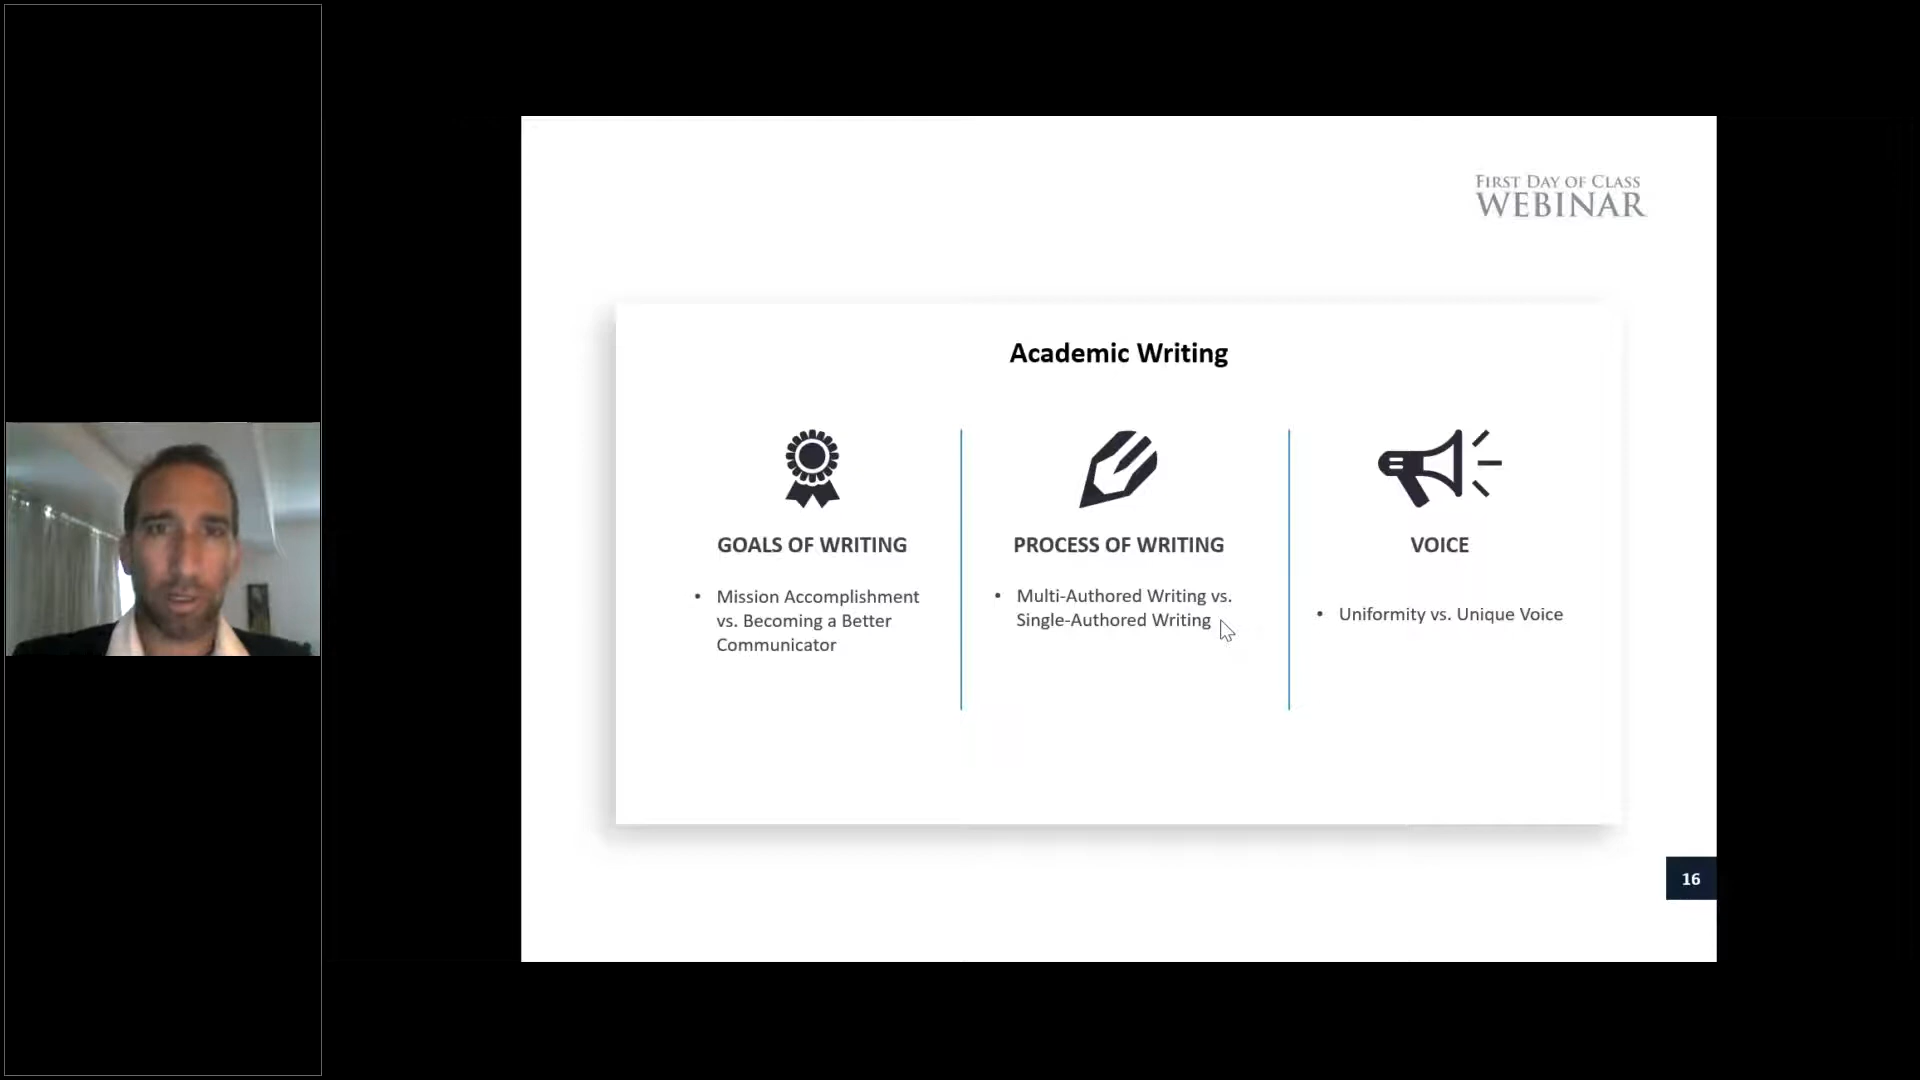 FIRST DAY OF CLASS
WEBINAR
Academic Writing
GOALS OF WRITING
• Mission Accomplishment
vs. Becoming a Better
Communicator
PROCESS OF WRITING
• Multi-Authored Writing vs.
Single-Authored Writing
VOICE
• Uniformity vs. Unique Voice
16